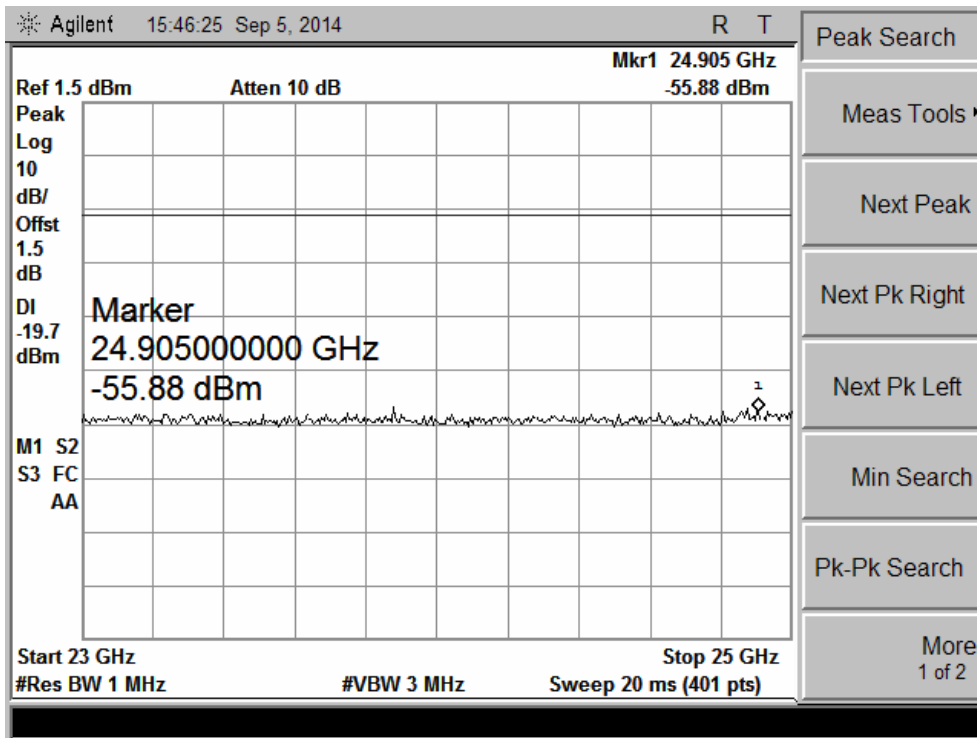 Agilent 15:46:25 Sep 5, 2014 R T
Mkr1 24.905 GHz
Ref 1.5 dBm Atten 10 dB -55.88 dBm
Peak
Log
10
dB/
Offst
1.5
dB
DI
-19.7
dBm
Marker
24.905000000 GHz
-55.88 dBm
1
M1 S2
S3 FC
AA
Start 23 GHz Stop 25 GHz
#Res BW 1 MHz #VBW 3 MHz Sweep 20 ms (401 pts)
Peak Search
Meas Tools
Next Peak
Next Pk Right
Next Pk Left
Min Search
Pk-Pk Search
More
1 of 2